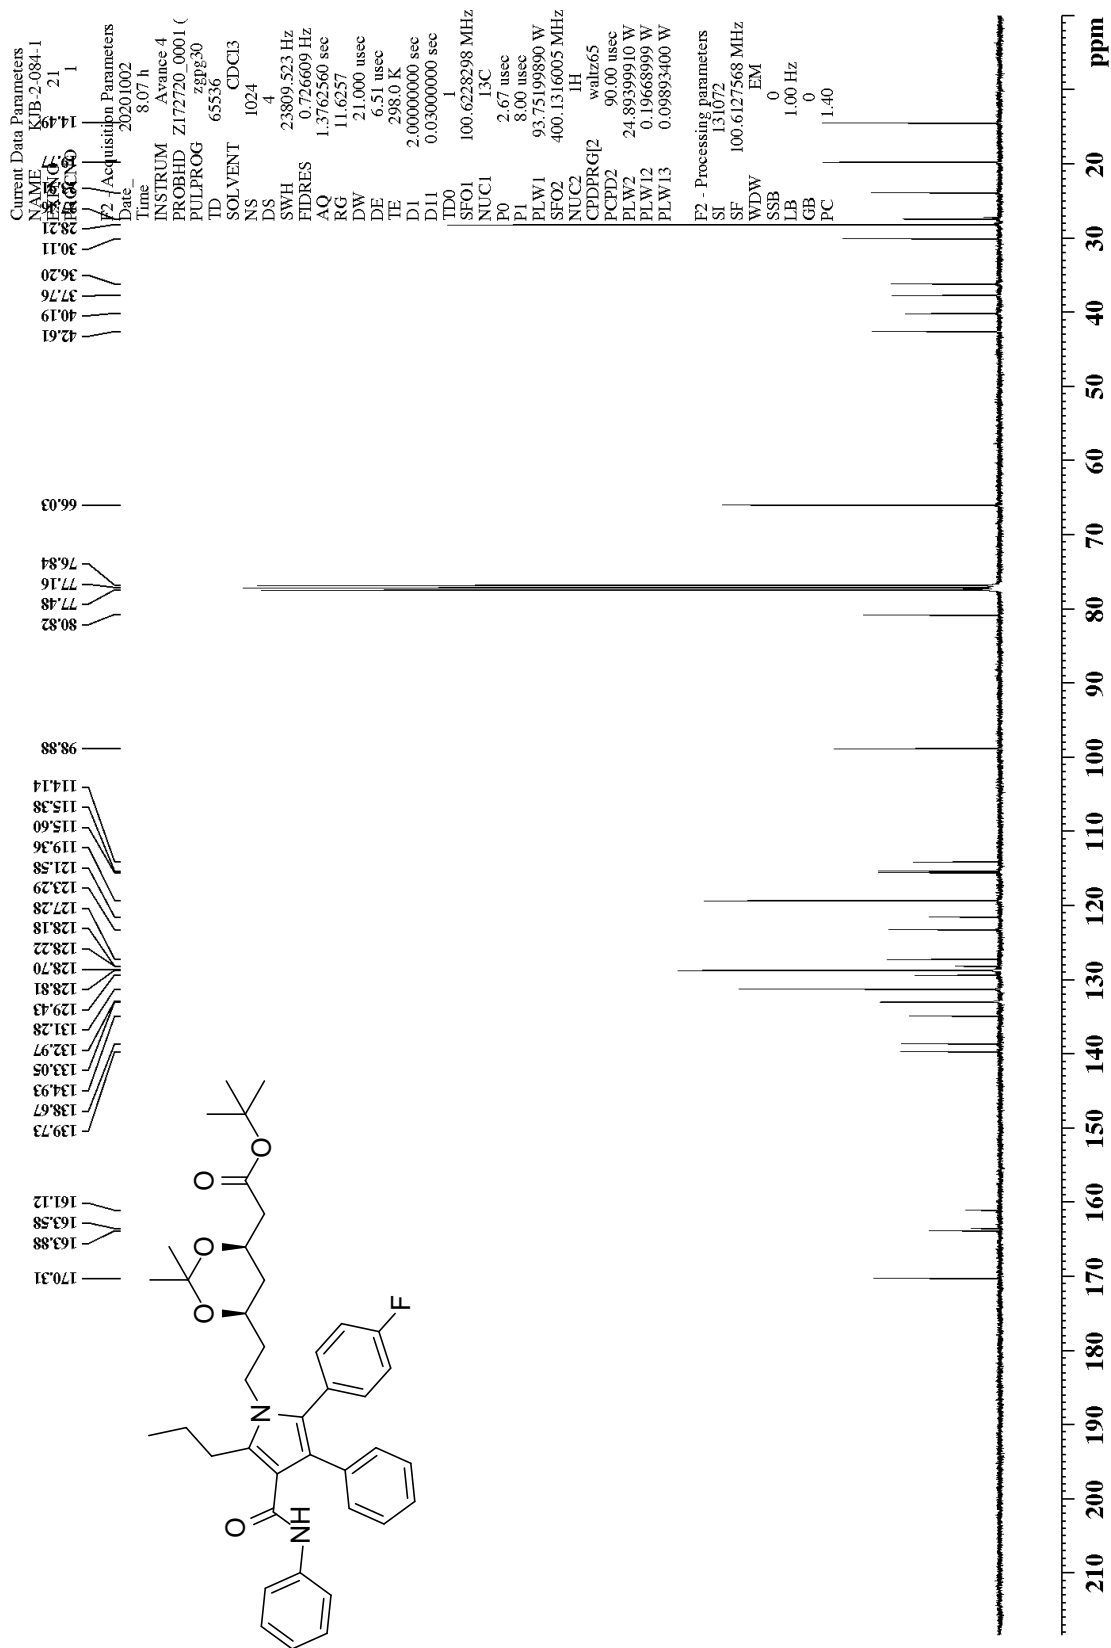 Current Data Parameters
NAME KJB-2-084-1
EXPNO 21
PROCNO 1
F2 - Acquisition Parameters
Date_ 20201002
Time 8.07 h
INSTRUM Avance 4
PROBHD Z172720_0001 (
PULPROG zgpg30
TD 65536
SOLVENT CDCl3
NS 1024
DS 4
SWH 23809.523 Hz
FIDRES 0.726609 Hz
AQ 1.3762560 sec
RG 11.6257
DW 21.000 usec
DE 6.51 usec
TE 298.0 K
D1 2.00000000 sec
D11 0.03000000 sec
TD0 1
SFO1 100.6228298 MHz
NUC1 13C
P0 2.67 usec
P1 8.00 usec
PLW1 93.75199890 W
SFO2 400.1316005 MHz
NUC2 1H
CPDPRG[2 waltz65
PCPD2 90.00 usec
PLW2 24.89399910 W
PLW12 0.19668999 W
PLW13 0.09893400 W
F2 - Processing parameters
SI 131072
SF 100.6127568 MHz
WDW EM
SSB 0
LB 1.00 Hz
GB 0
PC 1.40
170.31
163.88
163.58
161.12
139.73
138.67
134.93
133.05
132.97
131.28
129.43
128.81
128.70
128.22
128.18
127.28
123.29
121.58
119.36
115.60
115.38
114.14
98.88
80.82
77.48
77.16
76.84
66.03
42.61
40.19
37.76
36.20
30.11
28.21
19.77
14.49
O
NH
N
F
O
O
O
O
210 200 190 180 170 160 150 140 130 120 110 100 90 80 70 60 50 40 30 20 ppm